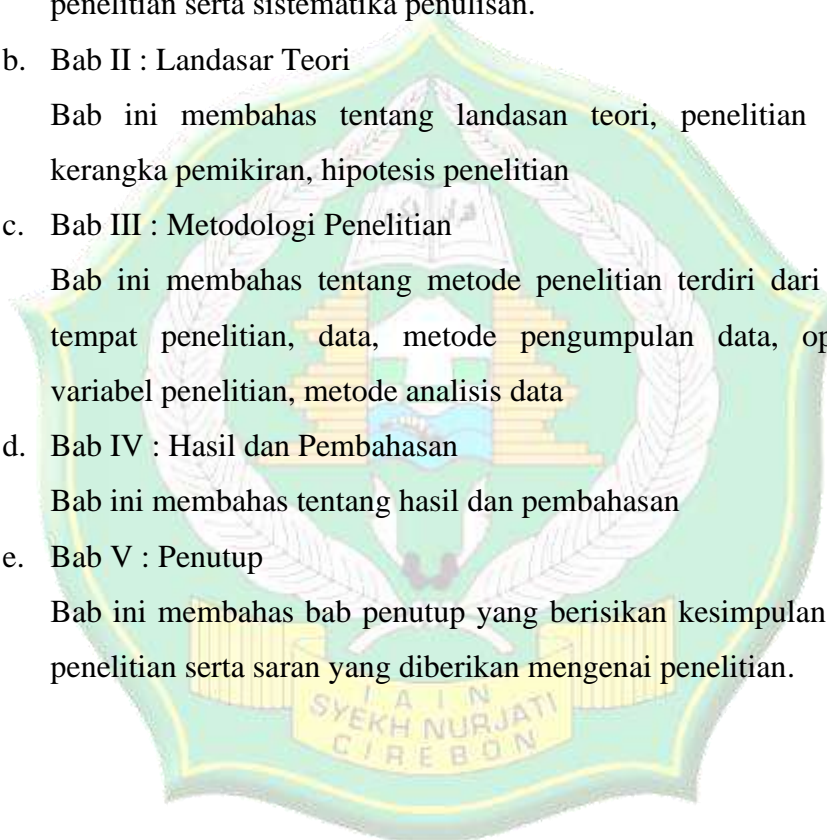 penelitian serta sistematika penulisan.
b. Bab II : Landasar Teori
Bab ini membahas tentang landasan teori, penelitian
kerangka pemikiran, hipotesis penelitian
c. Bab III : Metodologi Penelitian
Bab ini membahas tentang metode penelitian terdiri dari
tempat penelitian, data, metode pengumpulan data, op
variabel penelitian, metode analisis data
d. Bab IV : Hasil dan Pembahasan
Bab ini membahas tentang hasil dan pembahasan
e. Bab V : Penutup
Bab ini membahas bab penutup yang berisikan kesimpulan
penelitian serta saran yang diberikan mengenai penelitian.
IAIN
SYEKH NURJATI
CIREBON